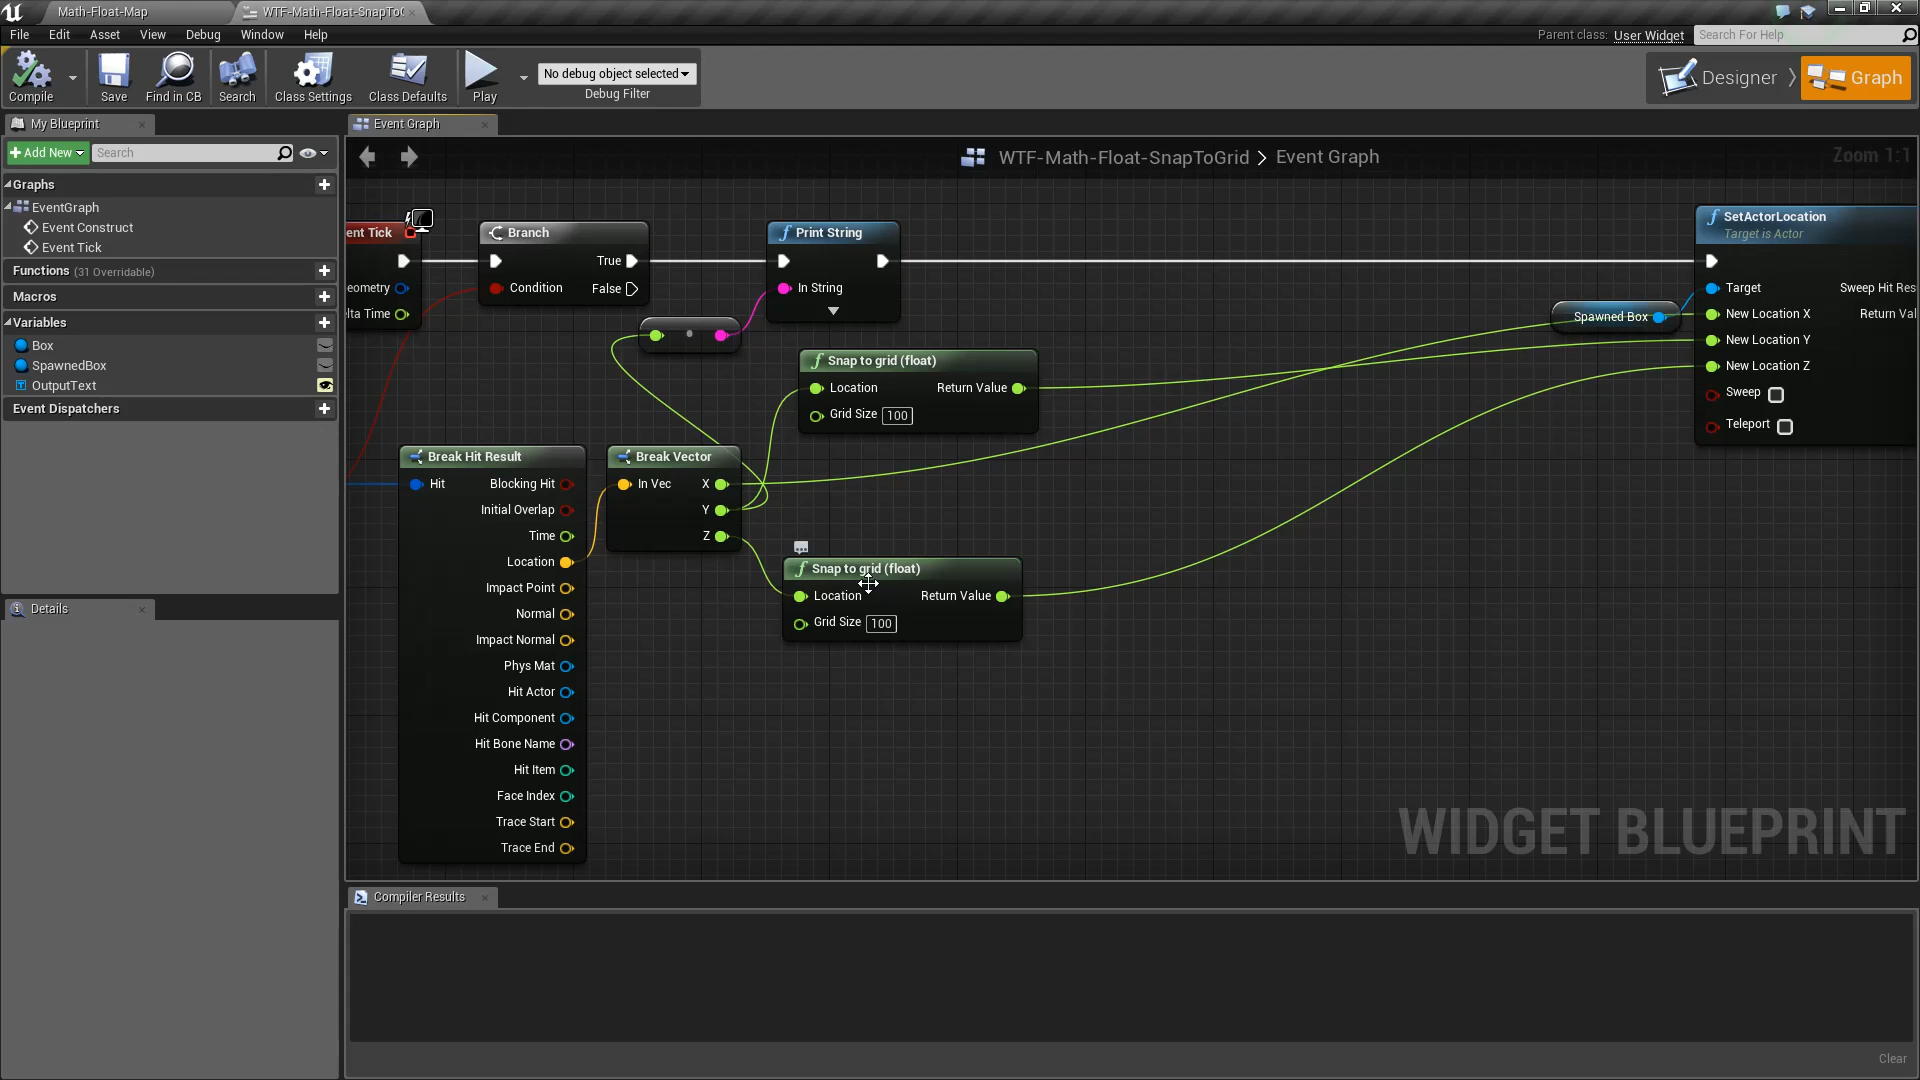 Math-Float-Map
WTF-Math-Float-SnapToG
File Edit Asset View Debug Window Help
Parent class: User Widget
Search For Help
Compile
Save
Find in CB
Search
Class Settings
Class Defaults
Play
No debug object selected
Debug Filter
Designer
Graph
My Blueprint
Event Graph
Add New
Search
WTF-Math-Float-SnapToGrid > Event Graph
Zoom 1:1
Graphs
EventGraph
Event Construct
Event Tick
Functions (31 Overridable)
Macros
Variables
Box
SpawnedBox
OutputText
Event Dispatchers
Details
ent Tick
eometry
lta Time
Branch
True
Condition
False
Print String
In String
SetActorLocation
Target is Actor
Target
Sweep Hit Res
New Location X
Return Val
New Location Y
New Location Z
Sweep
Teleport
Spawned Box
Snap to grid (float)
Location
Return Value
Grid Size 100
Break Hit Result
Hit
Blocking Hit
Initial Overlap
Time
Location
Impact Point
Normal
Impact Normal
Phys Mat
Hit Actor
Hit Component
Hit Bone Name
Hit Item
Face Index
Trace Start
Trace End
Break Vector
In Vec
X
Y
Z
Snap to grid (float)
Location
Return Value
Grid Size 100
WIDGET BLUEPRINT
Compiler Results
Clear